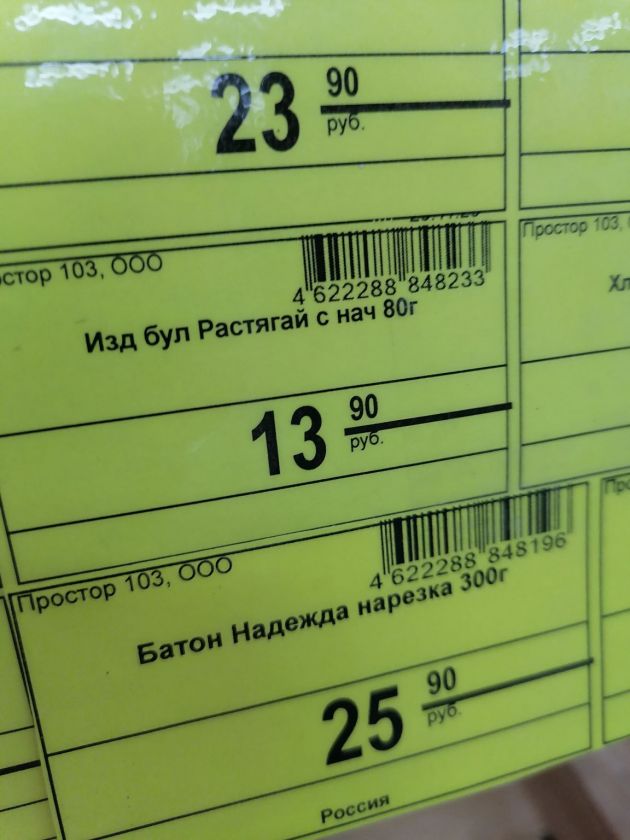 23 90
руб.
Простор 103,
стор 103, ООО
4 622288 848233
Изд бул Растягай с нач 80г
13 90
руб.
4 622288 848196
Простор 103, ООО
Батон Надежда нарезка 300г
25 90
руб.
Россия